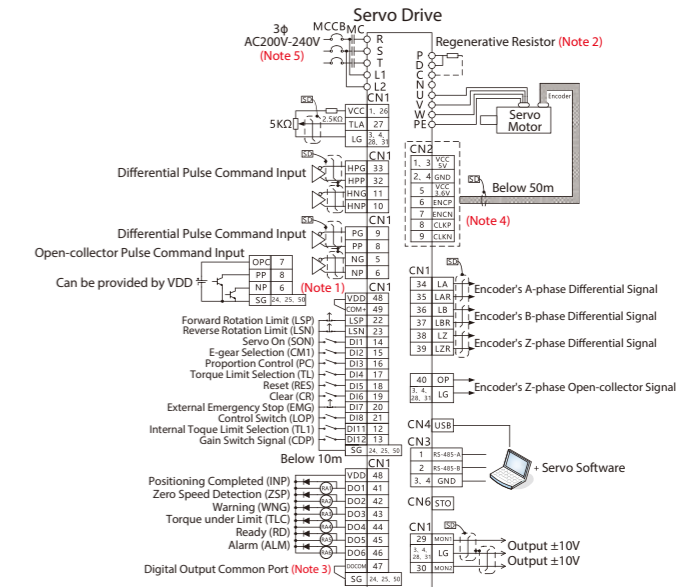 Servo Drive
3ϕ
AC200V-240V
(Note 5)
MCCB MC
R
S
T
L1
L2
P
D
C
N
U
V
W
PE
Regenerative Resistor (Note 2)
Encoder
Servo
Motor
CN1
SD
5KΩ
2.5KΩ
VCC 1, 26
TLA 27
LG 3, 4, 28, 31
CN1
SD
Differential Pulse Command Input
HPG 33
HPP 32
HNG 11
HNP 10
CN1
SD
Differential Pulse Command Input
PG 9
PP 8
NG 5
NP 6
Open-collector Pulse Command Input
Can be provided by VDD
OPC 7
PP 8
NP 6
SG 24, 25, 50
(Note 1)
CN1
VDD 48
COM+ 49
Forward Rotation Limit (LSP) LSP 22
Reverse Rotation Limit (LSN) LSN 23
Servo On (SON) DI1 14
E-gear Selection (CM1) DI2 15
Proportion Control (PC) DI3 16
Torque Limit Selection (TL) DI4 17
Reset (RES) DI5 18
Clear (CR) DI6 19
External Emergency Stop (EMG) DI7 20
Control Switch (LOP) DI8 21
Internal Toque Limit Selection (TL1) DI11 12
Gain Switch Signal (CDP) DI12 13
SG 24, 25, 50
Below 10m
CN1
VDD 48
Positioning Completed (INP) RA1 DO1 41
Zero Speed Detection (ZSP) RA2 DO2 42
Warning (WNG) RA3 DO3 43
Torque under Limit (TLC) RA4 DO4 44
Ready (RD) RA5 DO5 45
Alarm (ALM) RA6 DO6 46
Digital Output Common Port (Note 3) DOCOM 47
SG 24, 25, 50
CN2
1, 3 VCC 5V
2, 4 GND
5 VCC 3.6V
6 ENCP
7 ENCN
8 CLKP
9 CLKN
SD
Below 50m
(Note 4)
CN1
SD
34 LA
35 LAR
Encoder's A-phase Differential Signal
36 LB
37 LBR
Encoder's B-phase Differential Signal
38 LZ
39 LZR
Encoder's Z-phase Differential Signal
40 OP
3, 4, 28, 31 LG
Encoder's Z-phase Open-collector Signal
CN4 USB
CN3
1 RS-485-A
2 RS-485-B
3, 4 GND
+ Servo Software
CN6 STO
CN1
SD
29 MON1
3, 4, 28, 31 LG
30 MON2
Output ±10V
Output ±10V